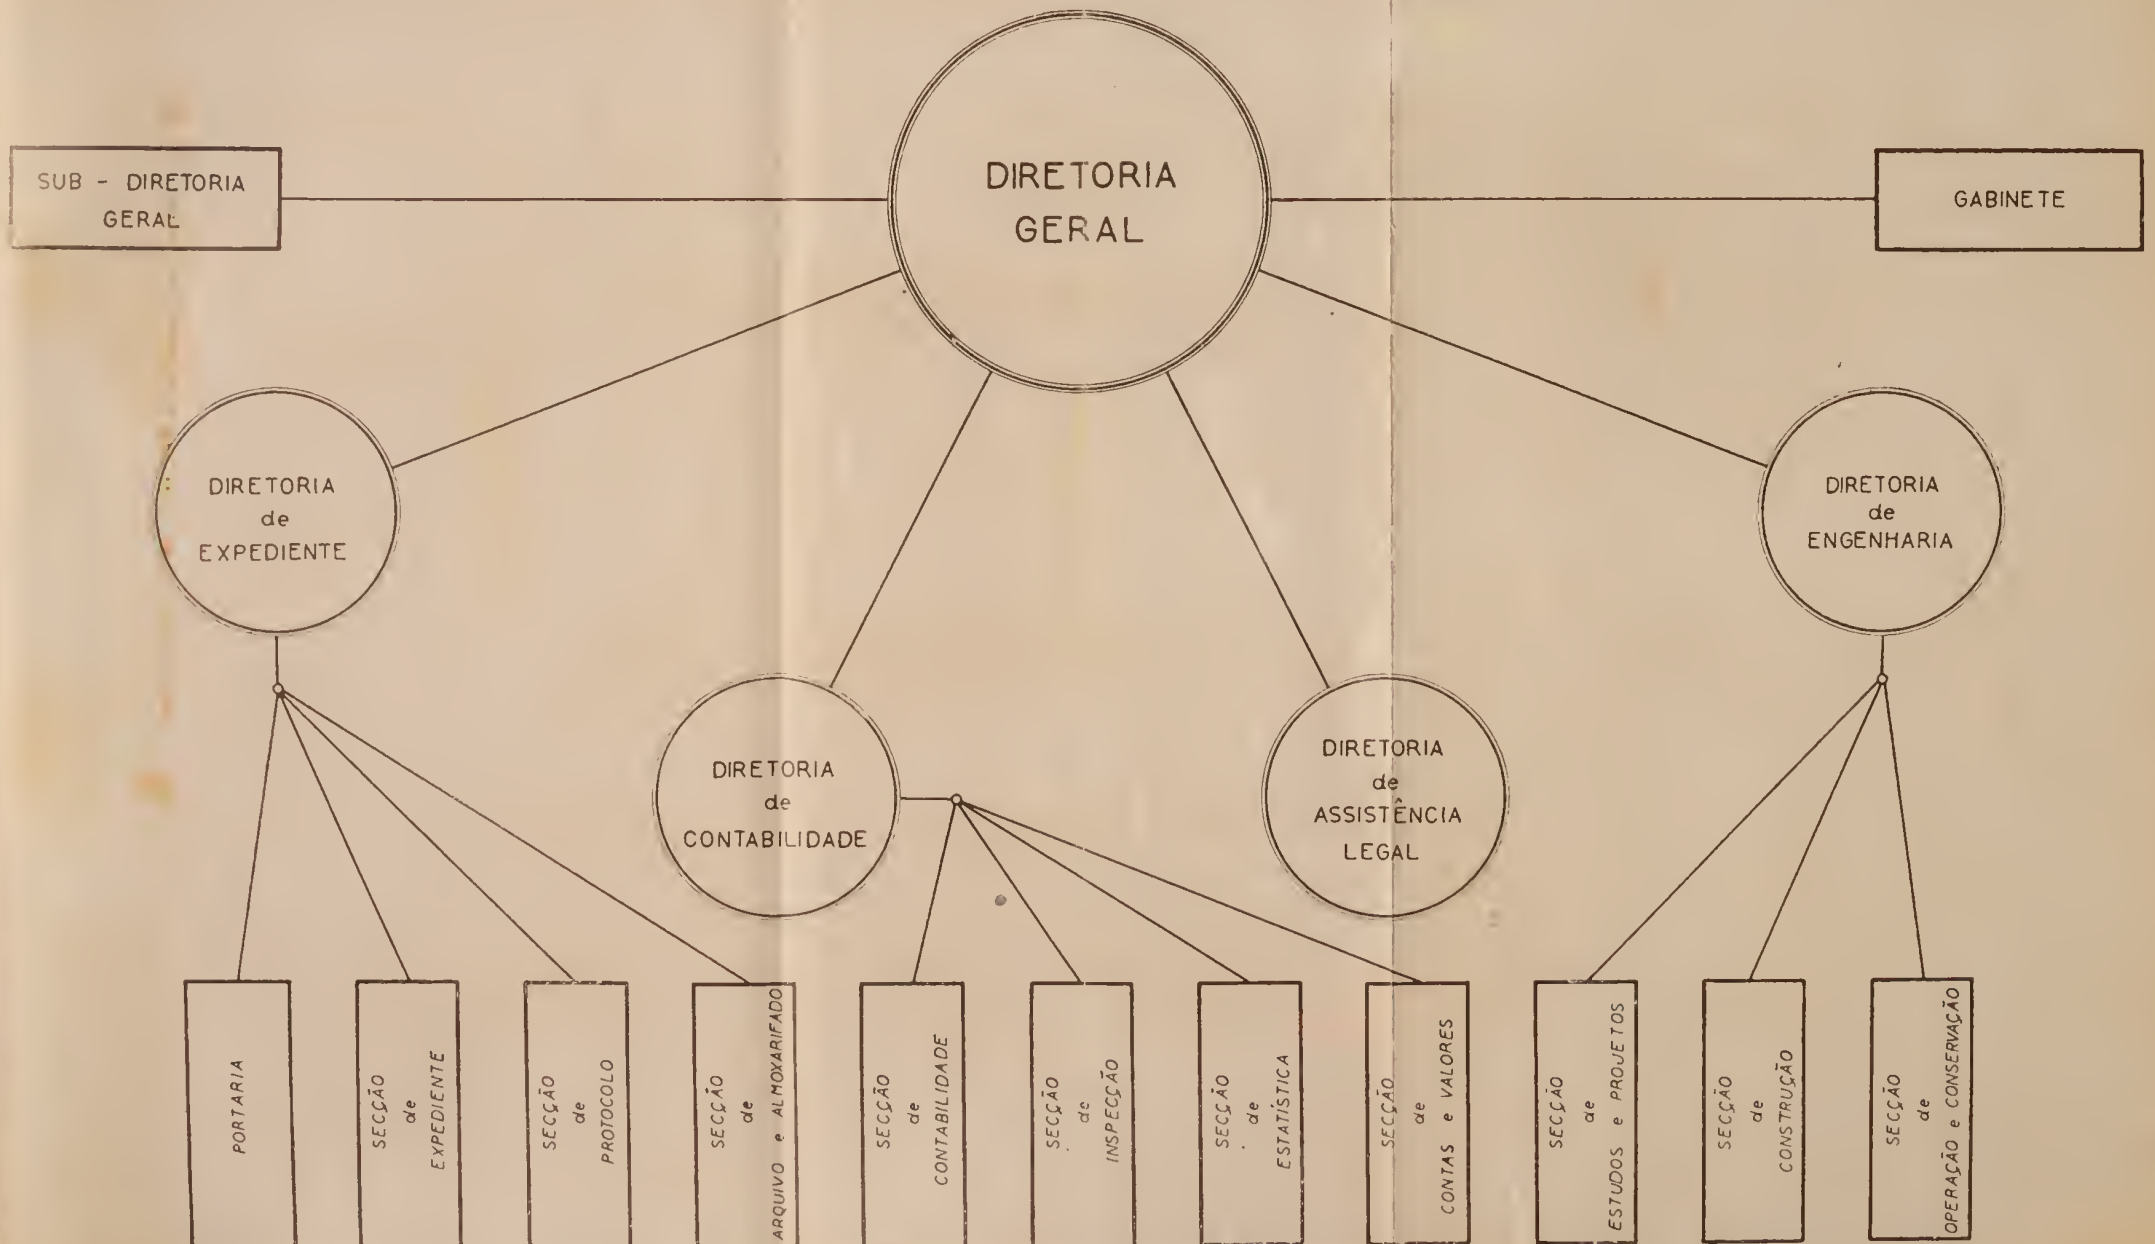 DIRETORIA
GERAL
SUB - DIRETORIA
GERAL
GABINETE
DIRETORIA
de
EXPEDIENTE
DIRETORIA
de
ENGENHARIA
DIRETORIA
de
CONTABILIDADE
DIRETORIA
de
ASSISTÊNCIA
LEGAL
PORTARIA
SECÇÃO
de
EXPEDIENTE
SECÇÃO
de
PROTOCOLO
SECÇÃO
de
ARQUIVO e ALMOXARIFADO
SECÇÃO
de
CONTABILIDADE
SECÇÃO
de
INSPECÇÃO
SECÇÃO
de
ESTATÍSTICA
SECÇÃO
de
CONTAS e VALORES
SECÇÃO
de
ESTUDOS e PROJETOS
SECÇÃO
de
CONSTRUÇÃO
SECÇÃO
de
OPERAÇÃO e CONSERVAÇÃO